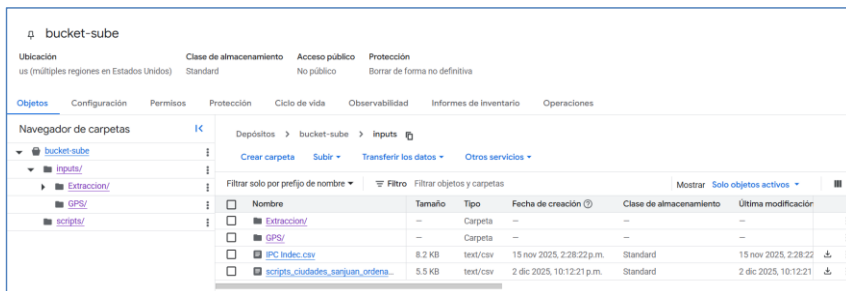 bucket-sube
Ubicación Clase de almacenamiento Acceso público Protección
us (múltiples regiones en Estados Unidos) Standard No público Borrar de forma no definitiva
Objetos Configuración Permisos Protección Ciclo de vida Observabilidad Informes de inventario Operaciones
Navegador de carpetas
bucket-sube
inputs/
Extraccion/
GPS/
scripts/
Depósitos > bucket-sube > inputs
Crear carpeta Subir Transferir los datos Otros servicios
Filtrar solo por prefijo de nombre Filtro Filtrar objetos y carpetas Mostrar Solo objetos activos
Nombre Tamaño Tipo Fecha de creación Clase de almacenamiento Última modificación
Extraccion/ — Carpeta — — —
GPS/ — Carpeta — — —
IPC Indec.csv 8.2 KB text/csv 15 nov 2025, 2:28:22 p.m. Standard 15 nov 2025, 2:28:22
scripts_ciudades_sanjuan_ordena... 5.5 KB text/csv 2 dic 2025, 10:12:21 p.m. Standard 2 dic 2025, 10:12:21